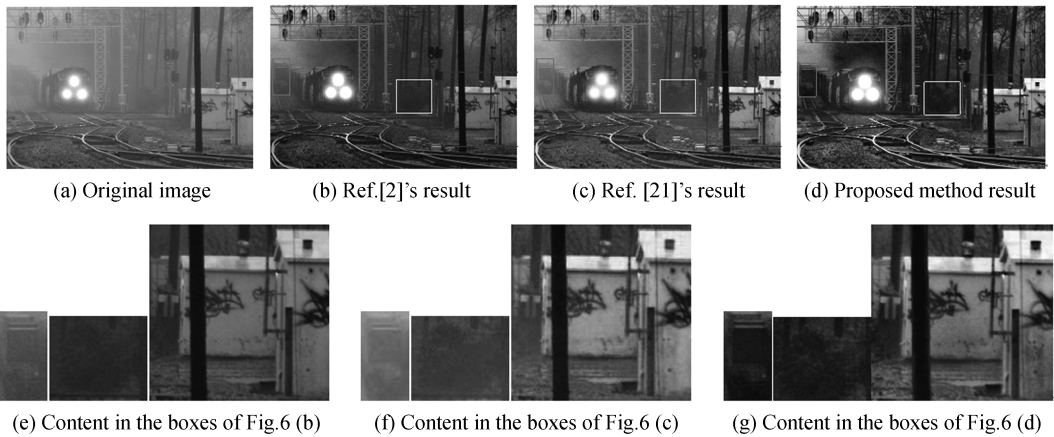 (a) Original image
(b) Ref.[2]'s result
(c) Ref. [21]'s result
(d) Proposed method result
(e) Content in the boxes of Fig.6 (b)
(f) Content in the boxes of Fig.6 (c)
(g) Content in the boxes of Fig.6 (d)